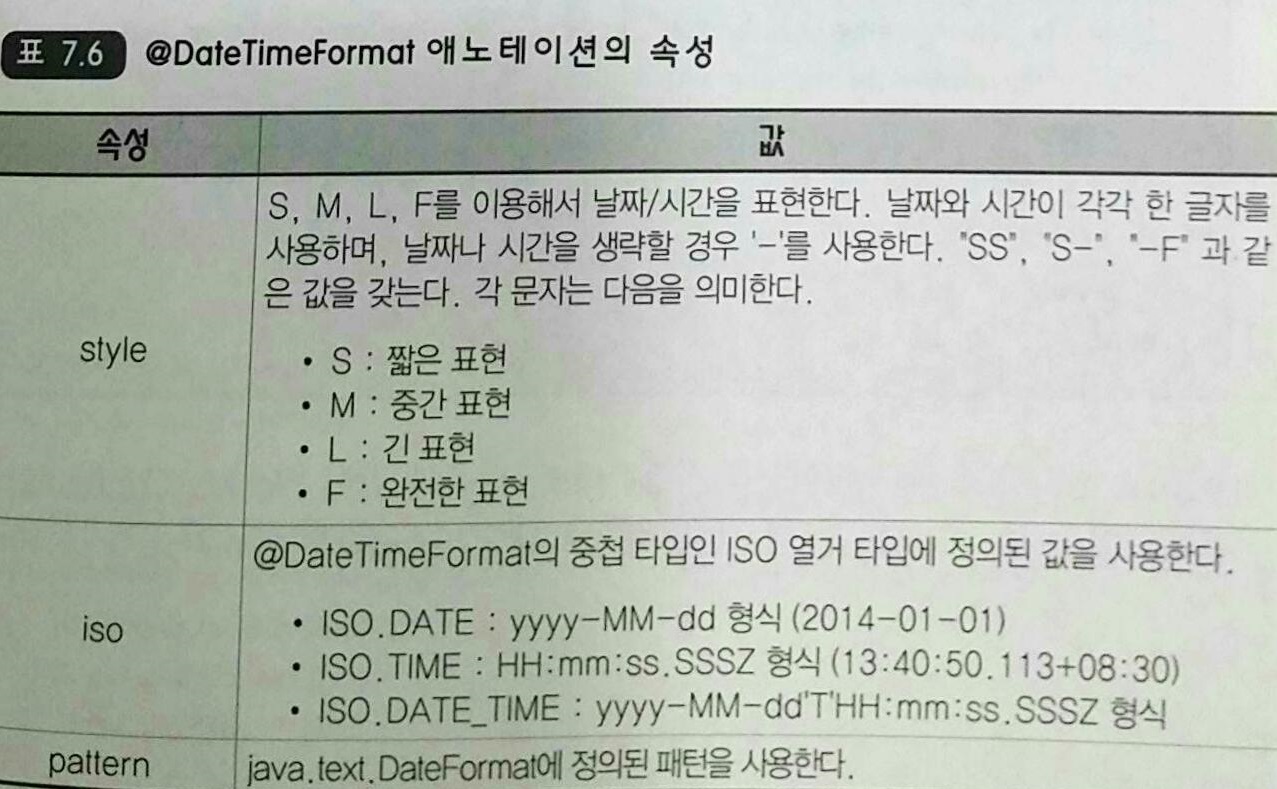 표 7.6 @DateTimeFormat 애노테이션의 속성
속성 값
S, M, L, F를 이용해서 날짜/시간을 표현한다. 날짜와 시간이 각각 한 글자를
사용하며, 날짜나 시간을 생략할 경우 '-'를 사용한다. "SS", "S-", "-F" 과 같
은 값을 갖는다. 각 문자는 다음을 의미한다.
style
• S : 짧은 표현
• M : 중간 표현
• L : 긴 표현
• F : 완전한 표현
@DateTimeFormat의 중첩 타입인 ISO 열거 타입에 정의된 값을 사용한다.
iso
• ISO.DATE : yyyy-MM-dd 형식 (2014-01-01)
• ISO.TIME : HH:mm:ss.SSSZ 형식 (13:40:50.113+08:30)
• ISO.DATE_TIME : yyyy-MM-dd'T'HH:mm:ss.SSSZ 형식
pattern java.text.DateFormat에 정의된 패턴을 사용한다.